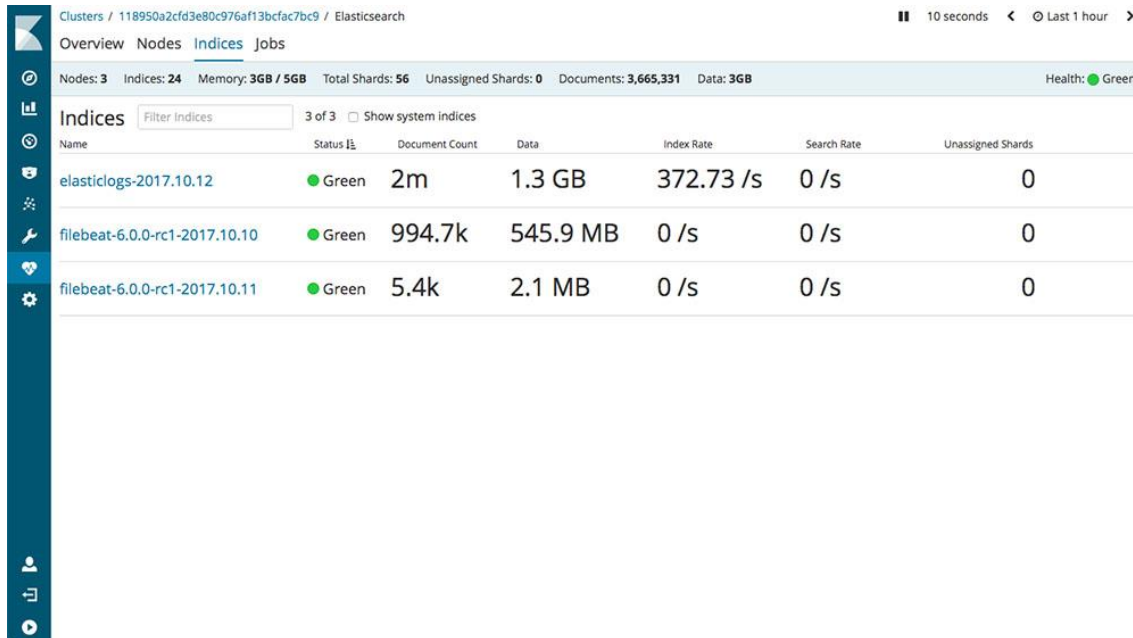 Clusters / 118950a2cfd3e80c976af13bcfac7bc9 / Elasticsearch 10 seconds Last 1 hour
Overview Nodes Indices Jobs
Nodes: 3 Indices: 24 Memory: 3GB / 5GB Total Shards: 56 Unassigned Shards: 0 Documents: 3,665,331 Data: 3GB Health: Green
Indices Filter Indices 3 of 3 Show system indices
Name Status Document Count Data Index Rate Search Rate Unassigned Shards
elasticlogs-2017.10.12 Green 2m 1.3 GB 372.73 /s 0 /s 0
filebeat-6.0.0-rc1-2017.10.10 Green 994.7k 545.9 MB 0 /s 0 /s 0
filebeat-6.0.0-rc1-2017.10.11 Green 5.4k 2.1 MB 0 /s 0 /s 0